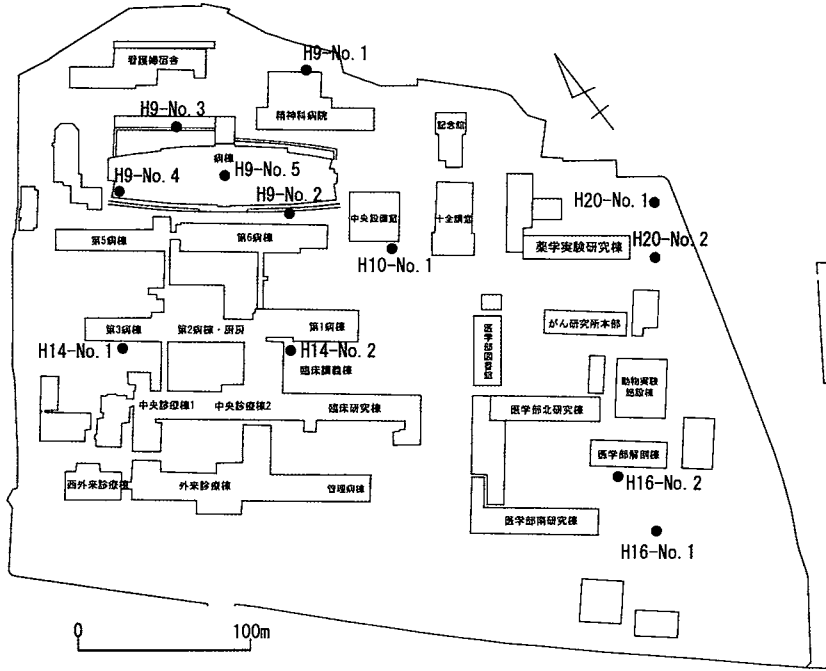 H9-No. 1
看護婦宿舎
精神科病院
H9-No. 3
記念館
病棟
H9-No. 5
H9-No. 4
H9-No. 2
中央設備室
十全講堂
H20-No. 1
第5病棟
第6病棟
H10-No. 1
薬学実験研究棟
H20-No. 2
第3病棟
第2病棟・厨房
第1病棟
医学部図書館
がん研究所本部
H14-No. 1
H14-No. 2
臨床講義棟
動物実験
施設棟
中央診療棟1
中央診療棟2
臨床研究棟
医学部北研究棟
医学部解剖棟
西外来診療棟
外来診療棟
管理病棟
H16-No. 2
医学部南研究棟
H16-No. 1
0
100m